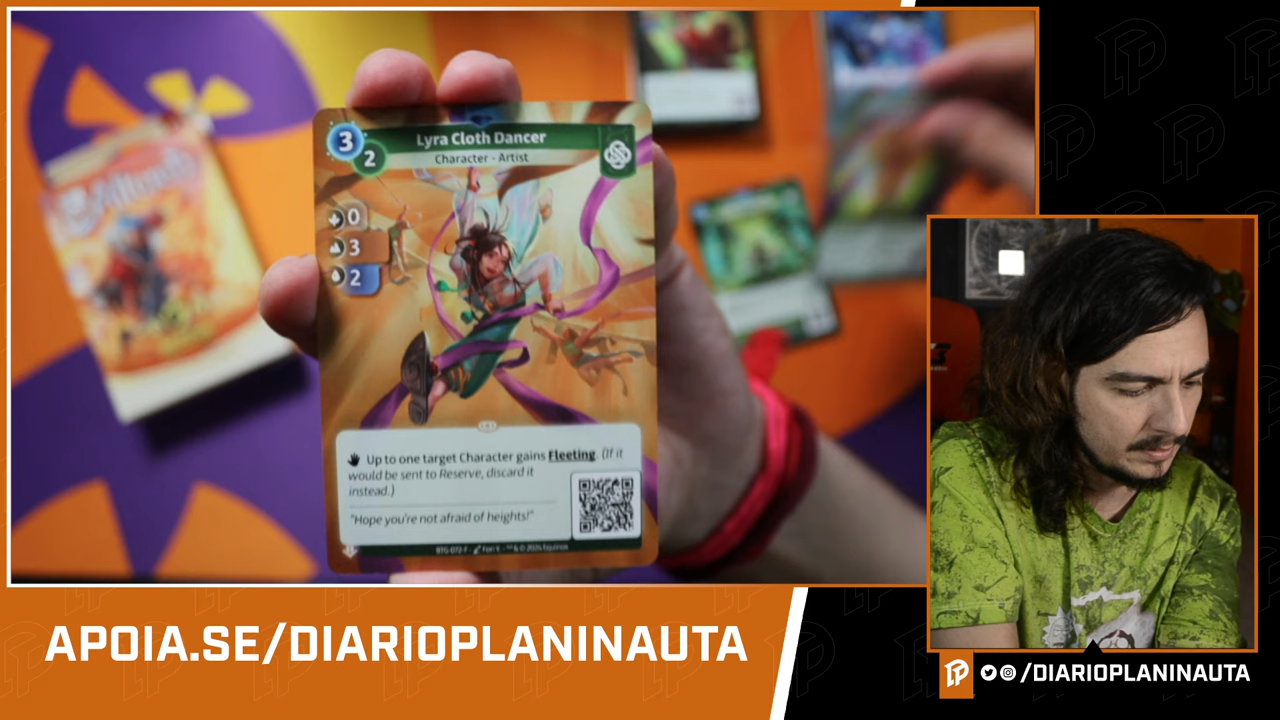 3
2
Lyra Cloth Dancer
Character - Artist
0
3
2
Up to one target Character gains Fleeting. (If it
would be sent to Reserve, discard it
instead.)
"Hope you're not afraid of heights!"
APOIA.SE/DIARIOPLANINAUTA
/DIARIOPLANINAUTA